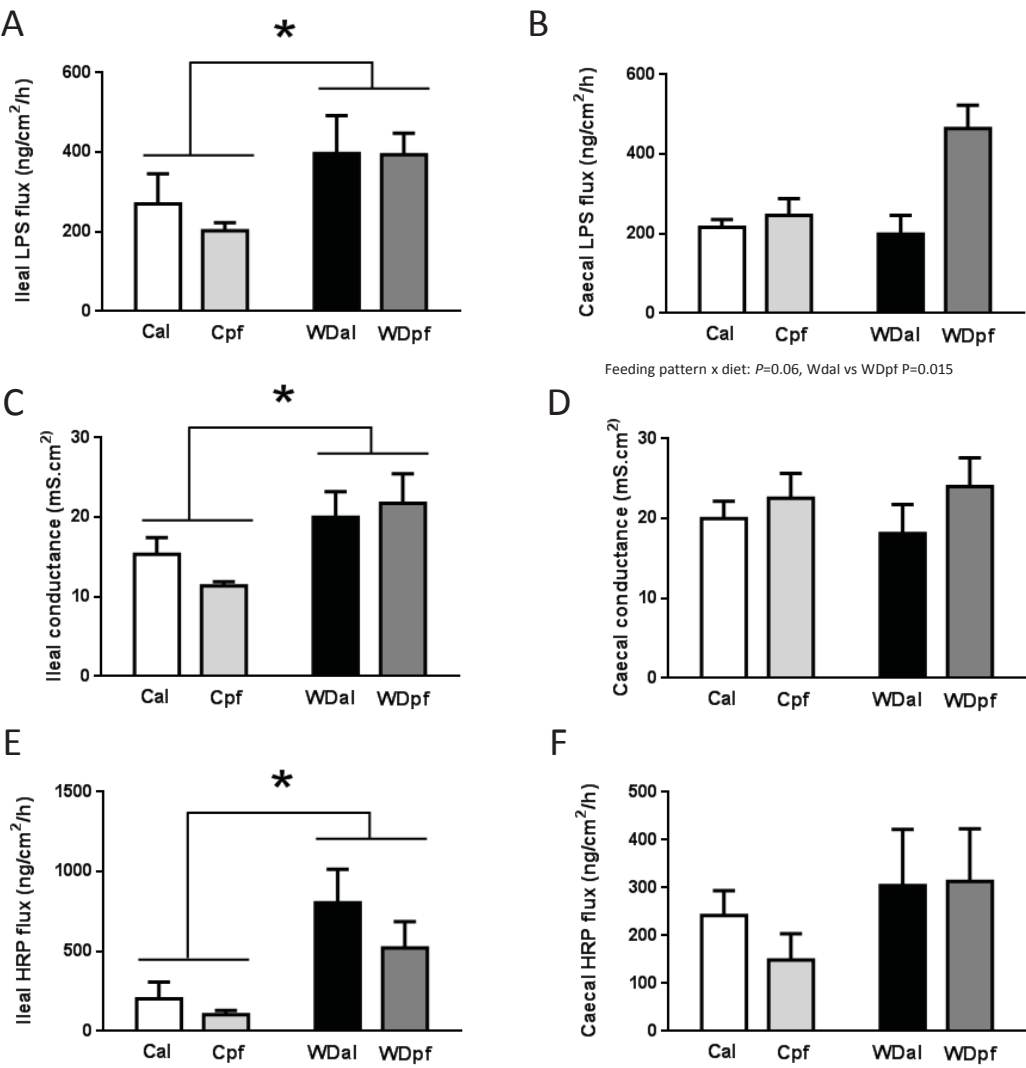 A
*
Ileal LPS flux (ng/cm²/h)
600
400
200
0
Cal Cpf WDal WDpf
B
Caecal LPS flux (ng/cm²/h)
600
400
200
0
Cal Cpf WDal WDpf
Feeding pattern x diet: P=0.06, Wdal vs WDpf P=0.015
C
*
Ileal conductance (mS.cm²)
30
20
10
0
Cal Cpf WDal WDpf
D
Caecal conductance (mS.cm²)
30
20
10
0
Cal Cpf WDal WDpf
E
*
Ileal HRP flux (ng/cm²/h)
1500
1000
500
0
Cal Cpf WDal WDpf
F
Caecal HRP flux (ng/cm²/h)
500
400
300
200
100
0
Cal Cpf WDal WDpf